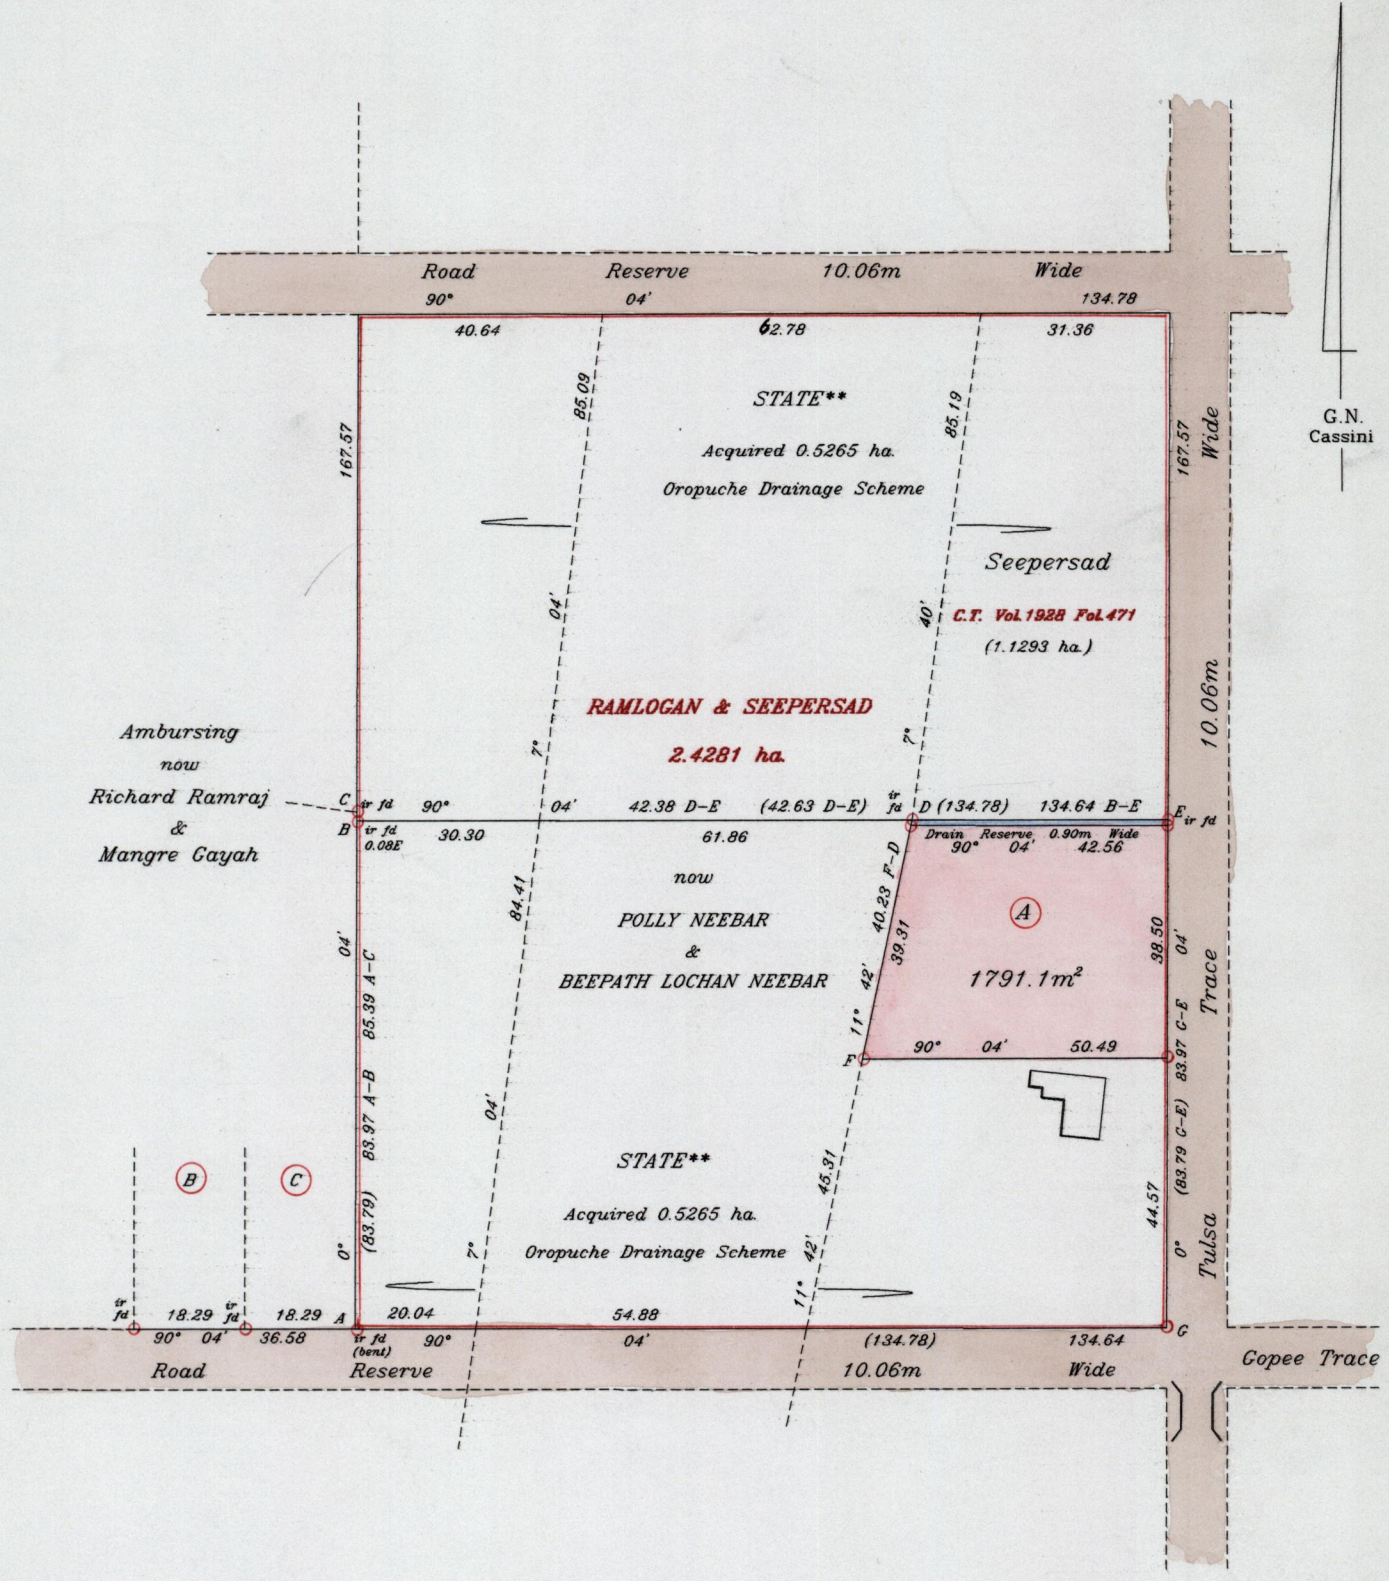 Road Reserve 10.06m Wide
90° 04' 134.78
40.64 62.78 31.36
G.N.
Cassini
167.57
85.09
04'
7°
STATE**
Acquired 0.5265 ha.
Oropuche Drainage Scheme
85.19
40'
7°
Seepersad
C.T. Vol.1928 Fol.471
(1.1293 ha.)
167.57
Tulsa Trace 10.06m Wide
RAMLOGAN & SEEPERSAD
2.4281 ha.
Ambursing
now
Richard Ramraj
&
Mangre Gayah
C ir fd 90° 04' 42.38 D-E (42.63 D-E) ir fd D (134.78) 134.64 B-E E ir fd
B ir fd
0.08E
30.30 61.86
Drain Reserve 0.90m Wide
90° 04' 42.56
now
POLLY NEEBAR
&
BEEPATH LOCHAN NEEBAR
84.41
04'
7°
40.23 F-D
39.31
11° 42'
A
1791.1m²
38.50
F 90° 04' 50.49
0° 04'
(83.79) 83.97 A-B 85.39 A-C
0° 04'
(83.79 G-E) 83.97 G-E
44.57
45.31
11° 42'
STATE**
Acquired 0.5265 ha.
Oropuche Drainage Scheme
B C
ir fd 18.29 ir fd 18.29 A 20.04 54.88 G
90° 04' 36.58 ir fd
(bent)
90° 04' (134.78) 134.64
Road Reserve 10.06m Wide Gopee Trace